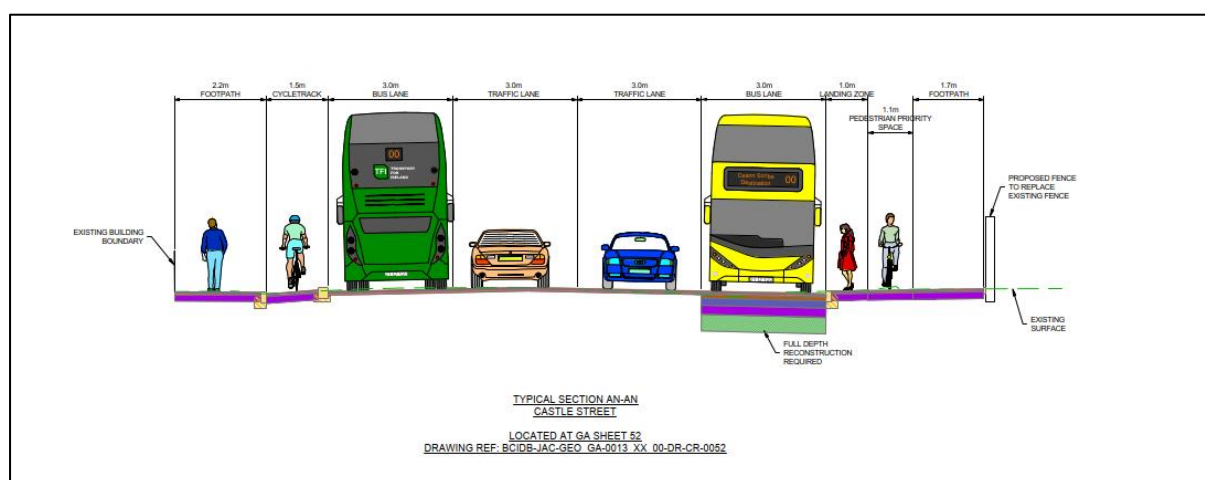 2.2m
FOOTPATH
1.5m
CYCLETRACK
3.0m
BUS LANE
3.0m
TRAFFIC LANE
3.0m
TRAFFIC LANE
3.0m
BUS LANE
1.0m
LANDING ZONE
1.1m
PEDESTRIAN PRIORITY
SPACE
1.7m
FOOTPATH
EXISTING BUILDING
BOUNDARY
00
TFI
TRANSPORT
FOR
IRELAND
00
PROPOSED FENCE
TO REPLACE
EXISTING FENCE
EXISTING
SURFACE
FULL DEPTH
RECONSTRUCTION
REQUIRED
TYPICAL SECTION AN-AN
CASTLE STREET
LOCATED AT GA SHEET 52
DRAWING REF: BCIDB-JAC-GEO_GA-0013_XX_00-DR-CR-0052